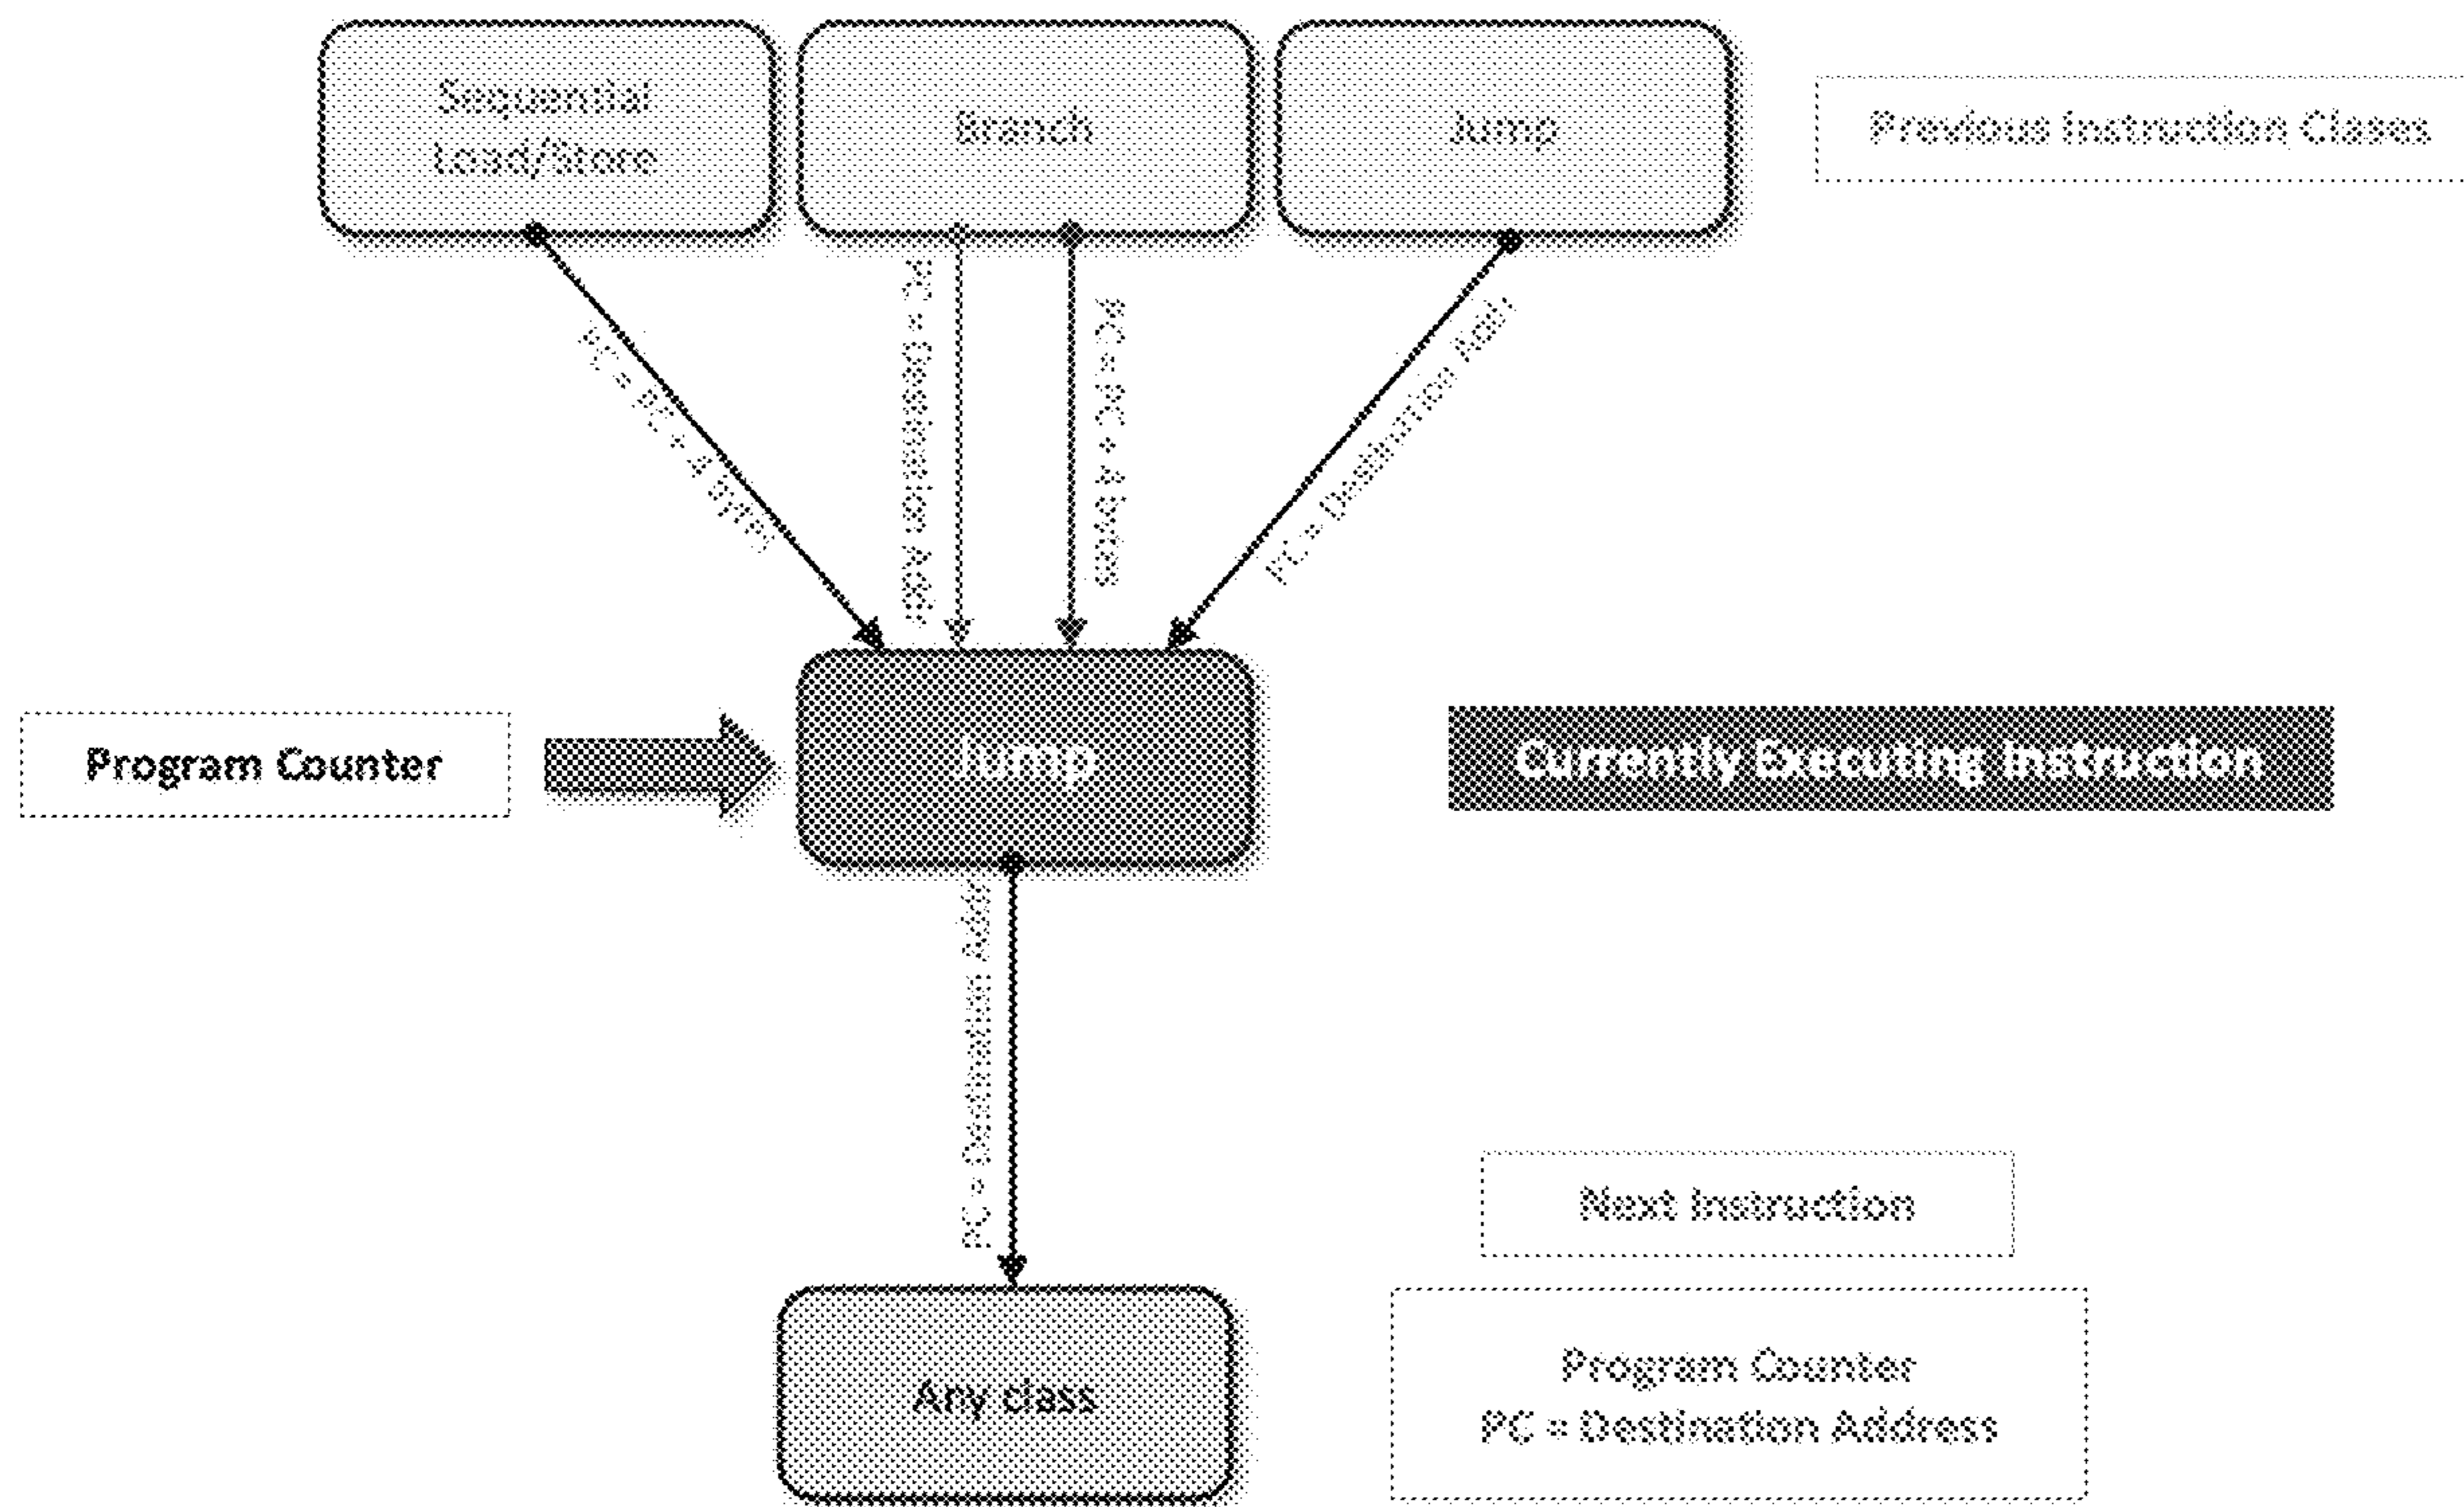 Sequential
Load/Store
Branch
Jump
Previous Instruction Classes
PC = PC + 4 bytes
PC = Destination Addr
PC = PC + 4 bytes
PC = Destination Addr
Program Counter
Jump
Currently Executing Instruction
PC = Destination Addr
Next Instruction
Any class
Program Counter
PC = Destination Address